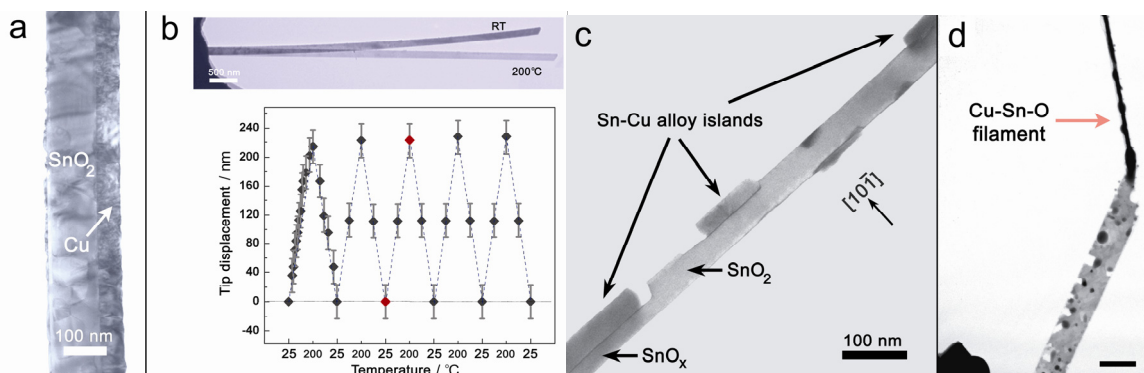 a
SnO2
Cu
100 nm
b
RT
500 nm
200°C
Tip displacement / nm
240
200
160
120
80
40
0
-40
25 200 25 200 25 200 25 200 25 200 25
Temperature / °C
c
Sn-Cu alloy islands
[101̄]
SnO2
SnOx
100 nm
d
Cu-Sn-O
filament